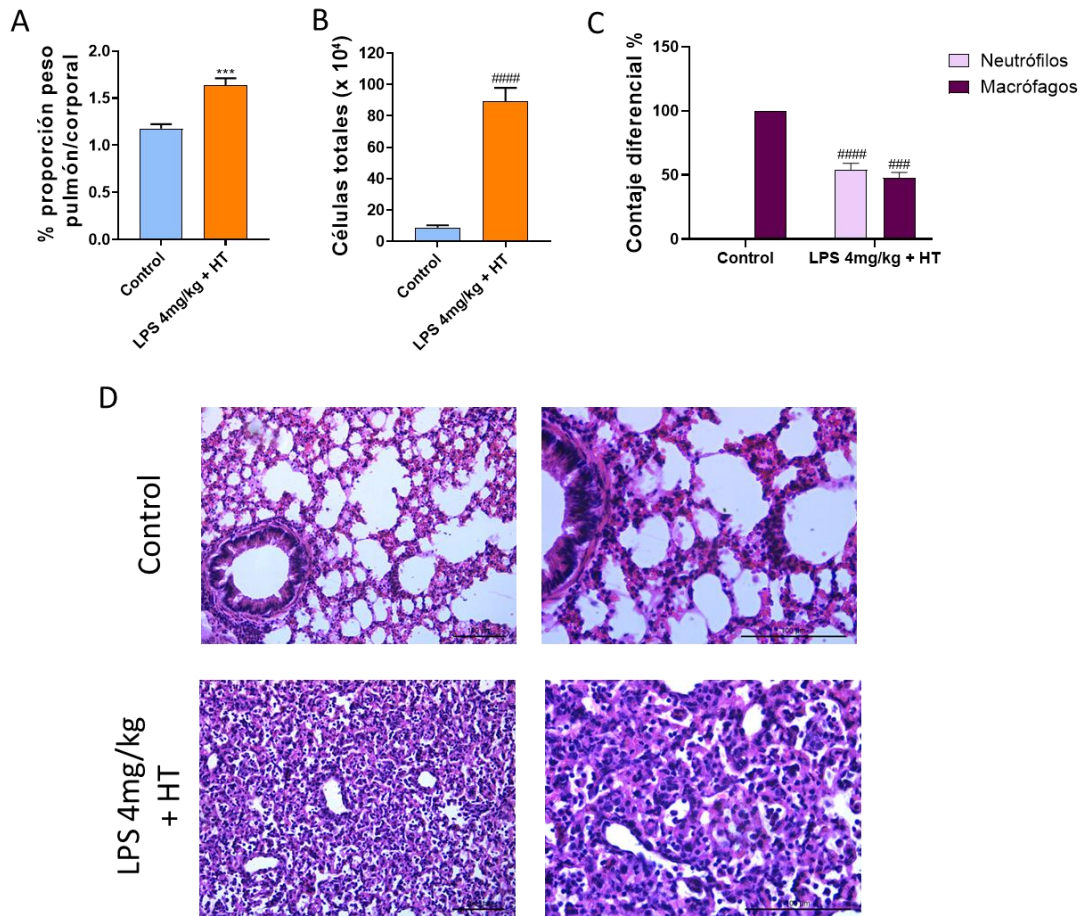 A
% proporción peso
pulmón/corporal
2.0
1.5
1.0
0.5
0.0
***
Control
LPS 4mg/kg + HT
B
Células totales (x 10⁴)
120
100
80
60
40
20
0
####
Control
LPS 4mg/kg + HT
C
Contaje diferencial %
150
100
50
0
####
###
Control
LPS 4mg/kg + HT
Neutrófilos
Macrófagos
D
Control
100 µm
LPS 4mg/kg
+ HT